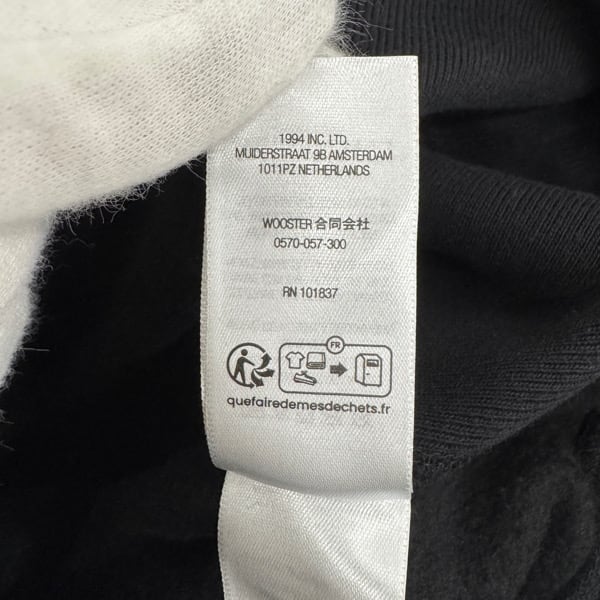 1994 INC. LTD.
MUIDERSTRAAT 9B AMSTERDAM
1011PZ NETHERLANDS
WOOSTER 合同会社
0570-057-300
RN 101837
FR
quefairedemesdechets.fr